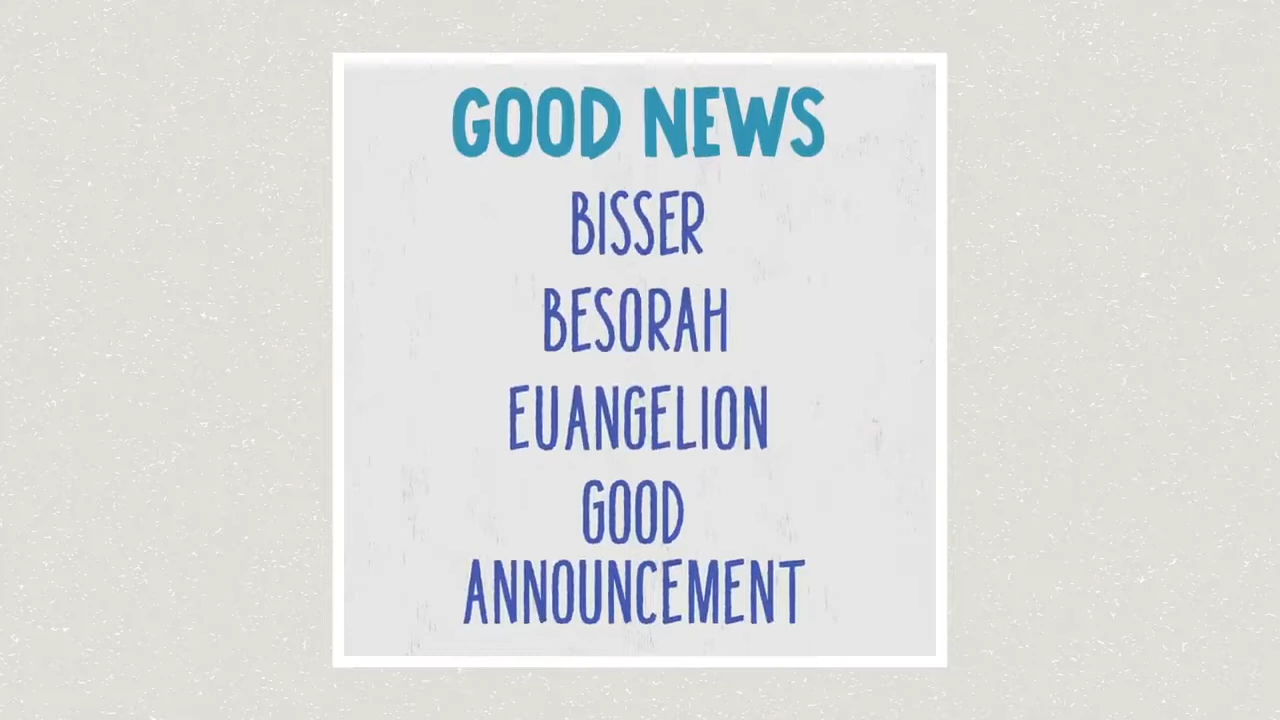 GOOD NEWS
BISSER
BESORAH
EUANGELION
GOOD
ANNOUNCEMENT